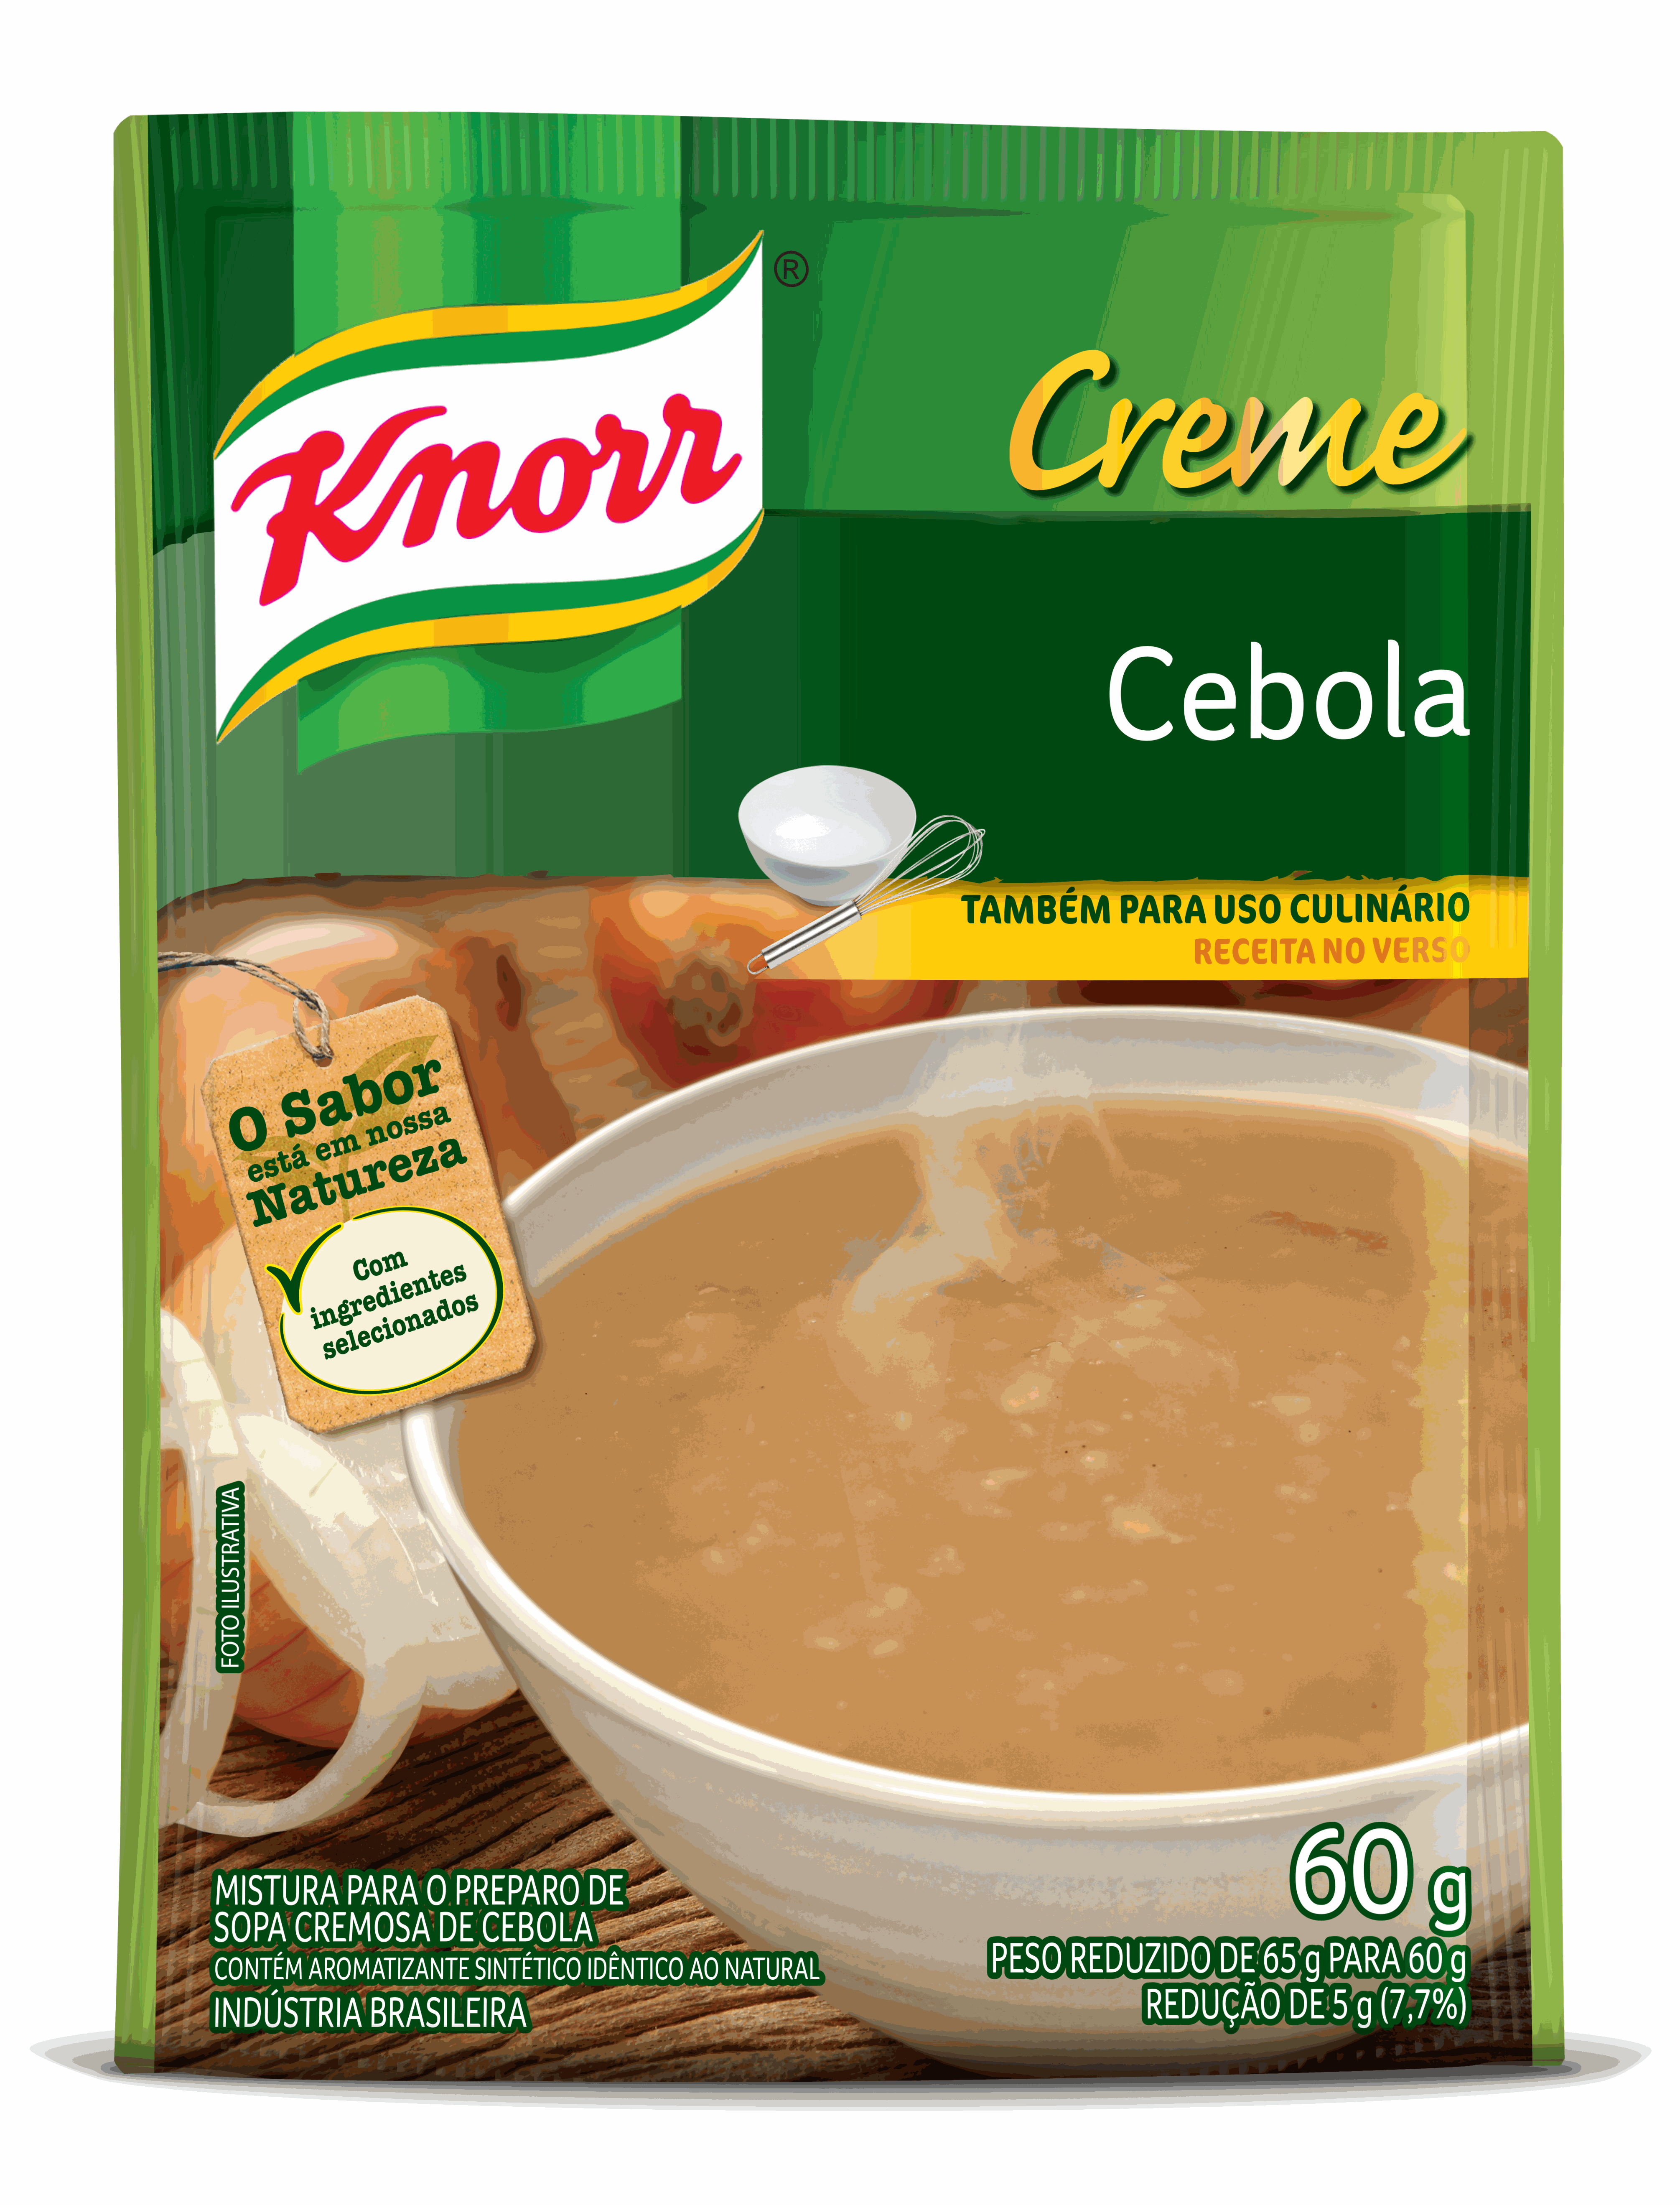 Knorr
®
Creme
Cebola
TAMBÉM PARA USO CULINÁRIO
RECEITA NO VERSO
O Sabor
está em nossa
Natureza
Com
ingredientes
selecionados
FOTO ILUSTRATIVA
60 g
MISTURA PARA O PREPARO DE
SOPA CREMOSA DE CEBOLA
CONTÉM AROMATIZANTE SINTÉTICO IDÊNTICO AO NATURAL
INDÚSTRIA BRASILEIRA
PESO REDUZIDO DE 65 g PARA 60 g
REDUÇÃO DE 5 g (7,7%)